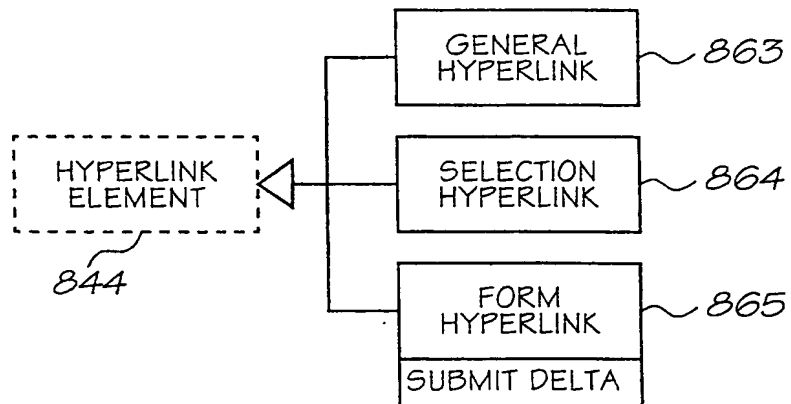 GENERAL
HYPERLINK
863
HYPERLINK
ELEMENT
844
SELECTION
HYPERLINK
864
FORM
HYPERLINK
865
SUBMIT DELTA